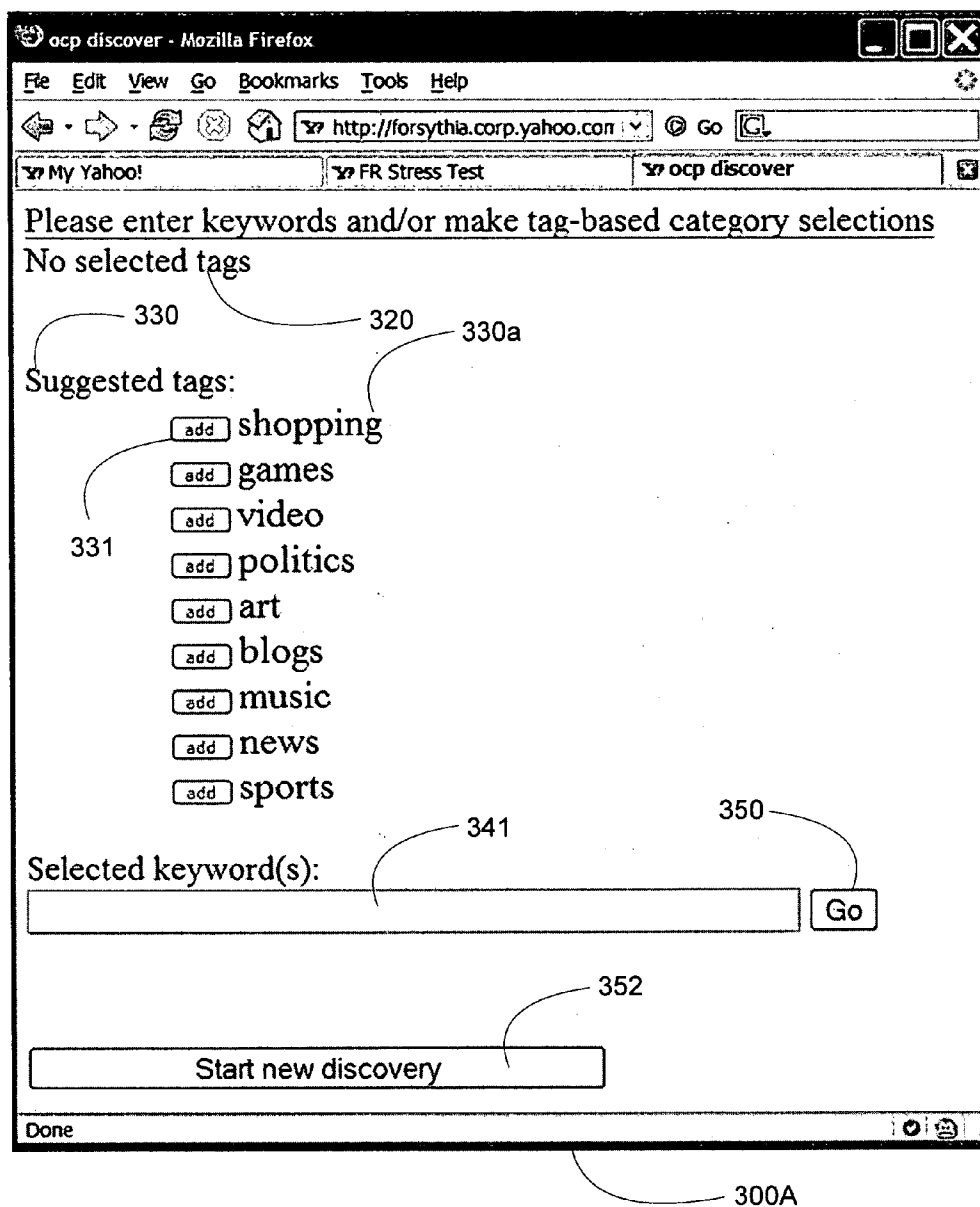 ocp discover - Mozilla Firefox
File Edit View Go Bookmarks Tools Help
http://forsythia.corp.yahoo.com Go G
Y! My Yahoo! Y! FR Stress Test Y! ocp discover
Please enter keywords and/or make tag-based category selections
No selected tags
330 320 330a
Suggested tags:
add shopping
add games
add video
331
add politics
add art
add blogs
add music
add news
add sports
350
341
Selected keyword(s):
Go
352
Start new discovery
Done
300A